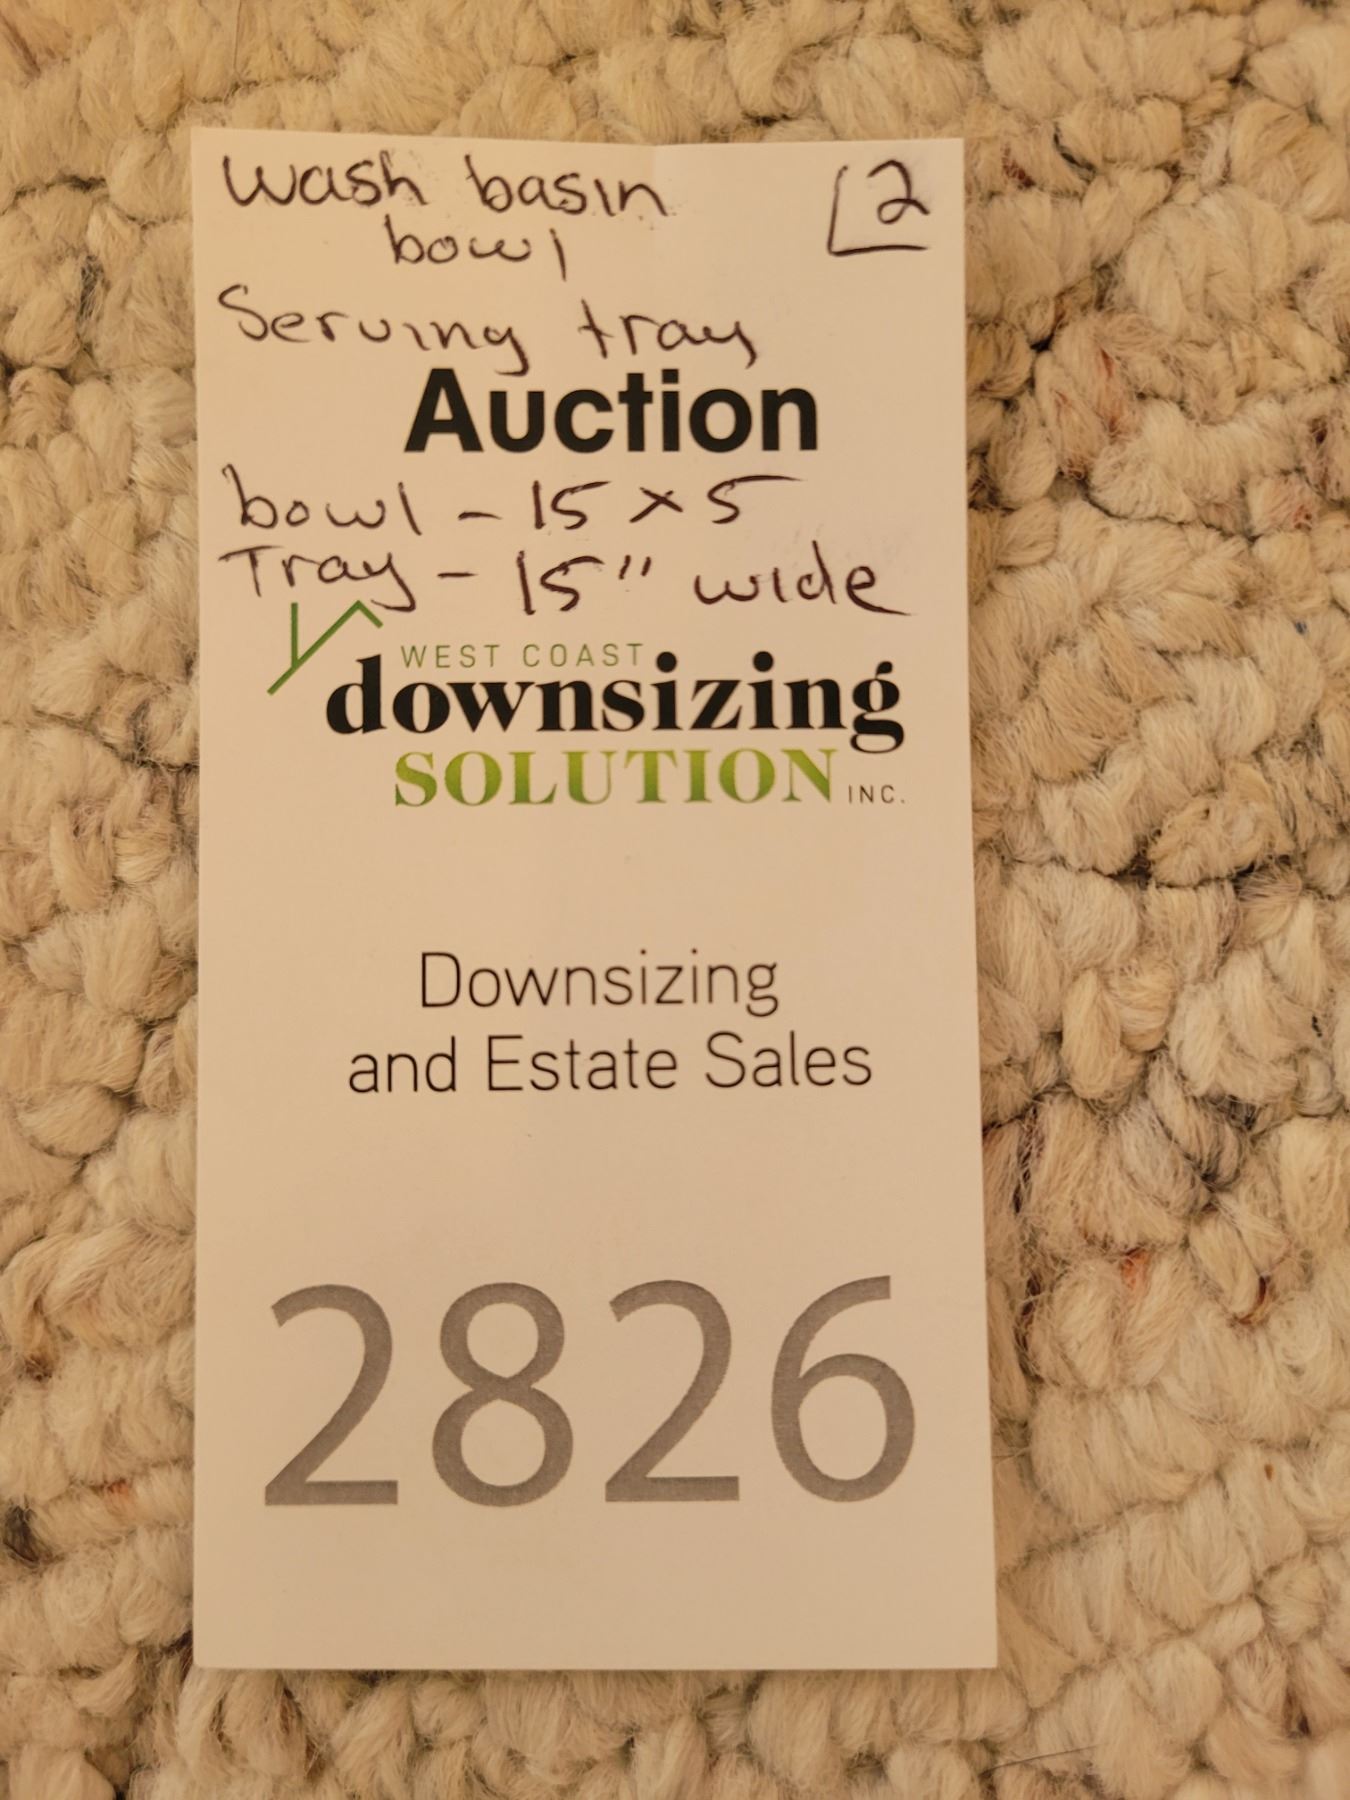 wash basin 2
bowl
Serving tray
Auction
bowl - 15 x 5
Tray - 15" wide
WEST COAST
downsizing
SOLUTION INC.
Downsizing
and Estate Sales
2826